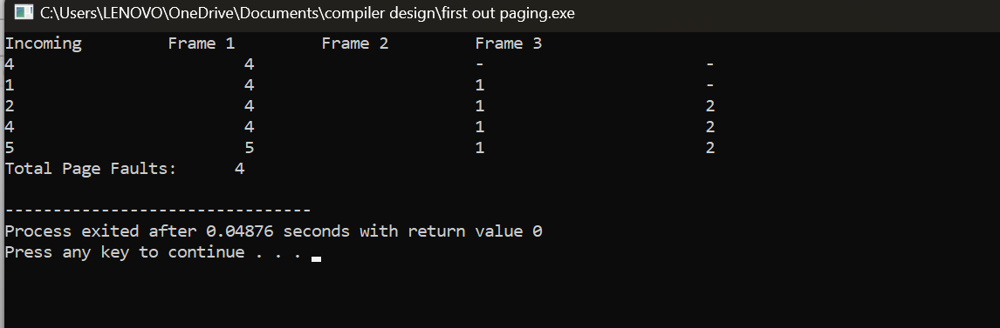 C:\Users\LENOVO\OneDrive\Documents\compiler design\first out paging.exe
Incoming Frame 1 Frame 2 Frame 3
4 4 - -
1 4 1 -
2 4 1 2
4 4 1 2
5 5 1 2
Total Page Faults: 4
--------------------------------
Process exited after 0.04876 seconds with return value 0
Press any key to continue . . .